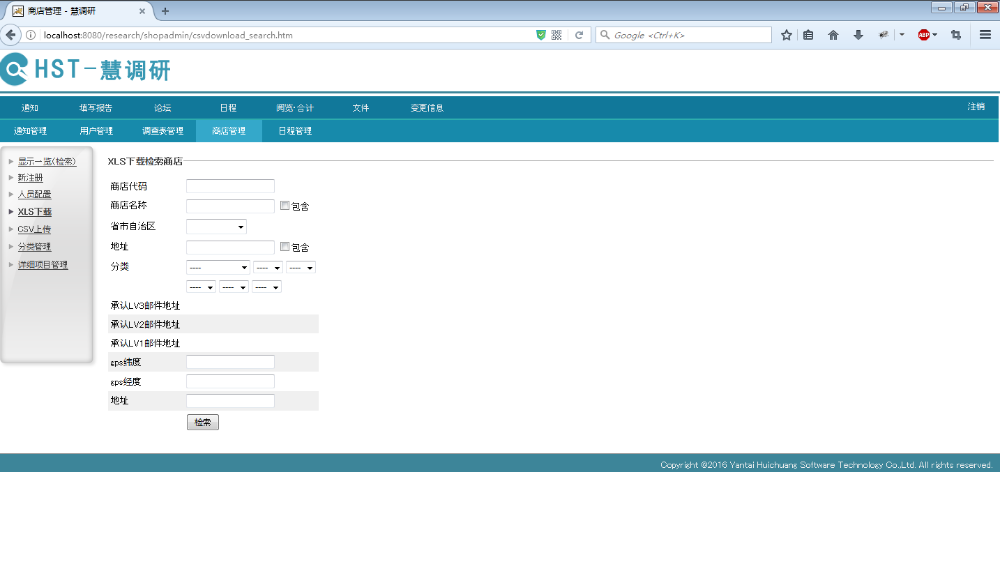 商店管理 - 慧调研
localhost:8080/research/shopadmin/csvdownload_search.htm
Google <Ctrl+K>
ABP
HST-慧调研
通知 填写报告 论坛 日程 阅览·合计 文件 变更信息 注销
通知管理 用户管理 调查表管理 商店管理 日程管理
显示一览(检索)
新注册
人员配置
XLS下载
CSV上传
分类管理
详细项目管理
XLS下载检索商店
商店代码
商店名称 包含
省市自治区
地址 包含
分类 ---- ---- ----
---- ---- ----
承认LV3邮件地址
承认LV2邮件地址
承认LV1邮件地址
gps纬度
gps经度
地址
检索
Copyright ©2016 Yantai Huichuang Software Technology Co.,Ltd. All rights reserved.